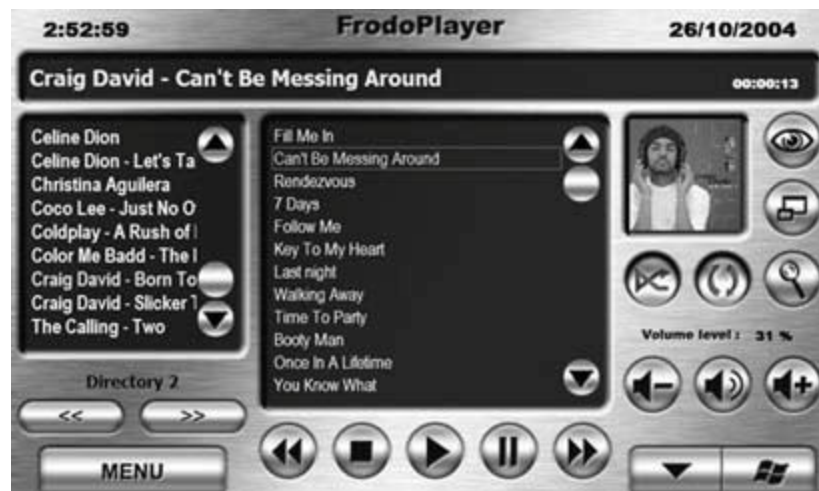 2:52:59 FrodoPlayer 26/10/2004
Craig David - Can't Be Messing Around 00:00:13
Celine Dion
Celine Dion - Let's Ta
Christina Aguilera
Coco Lee - Just No O
Coldplay - A Rush of
Color Me Badd - The I
Craig David - Born To
Craig David - Slicker T
The Calling - Two
Directory 2
<< >>
MENU
Fill Me In
Can't Be Messing Around
Rendezvous
7 Days
Follow Me
Key To My Heart
Last night
Walking Away
Time To Party
Booty Man
Once In A Lifetime
You Know What
Volume level : 31 %